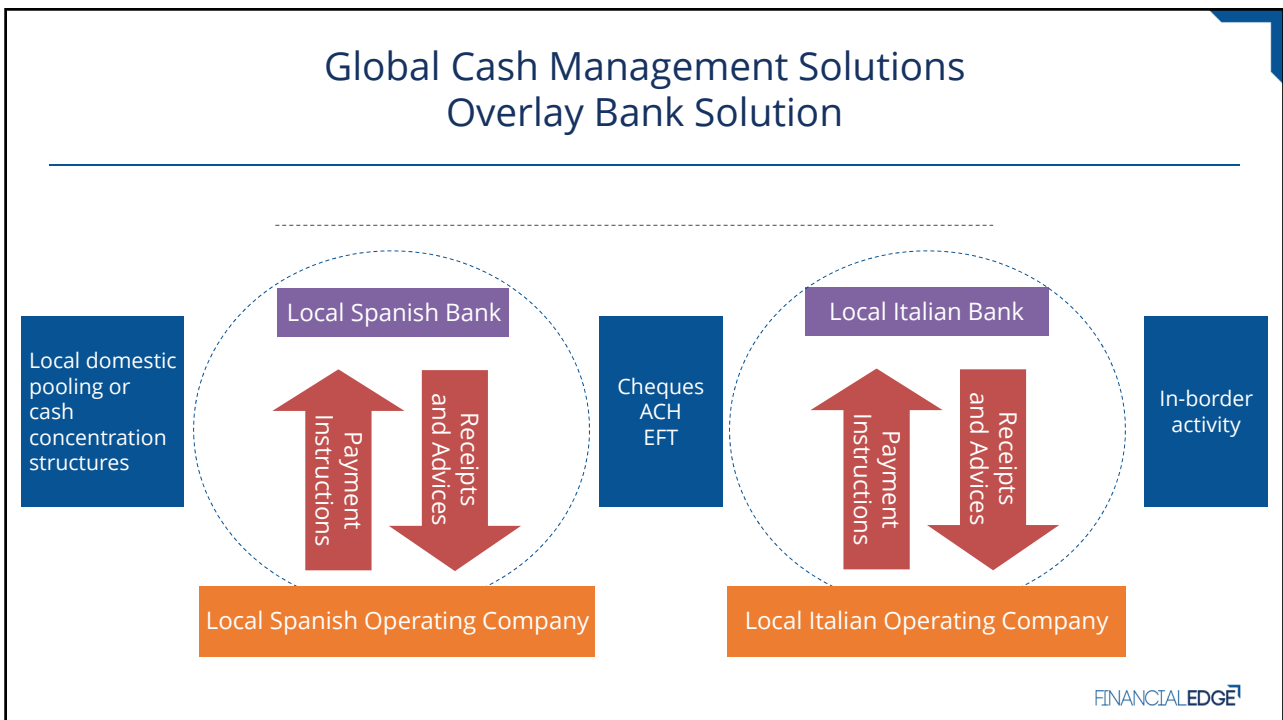 Global Cash Management Solutions
Overlay Bank Solution
Local domestic
pooling or
cash
concentration
structures
Local Spanish Bank
Payment
Instructions
Receipts
and Advices
Local Spanish Operating Company
Cheques
ACH
EFT
Local Italian Bank
Payment
Instructions
Receipts
and Advices
Local Italian Operating Company
In-border
activity
FINANCIALEDGE